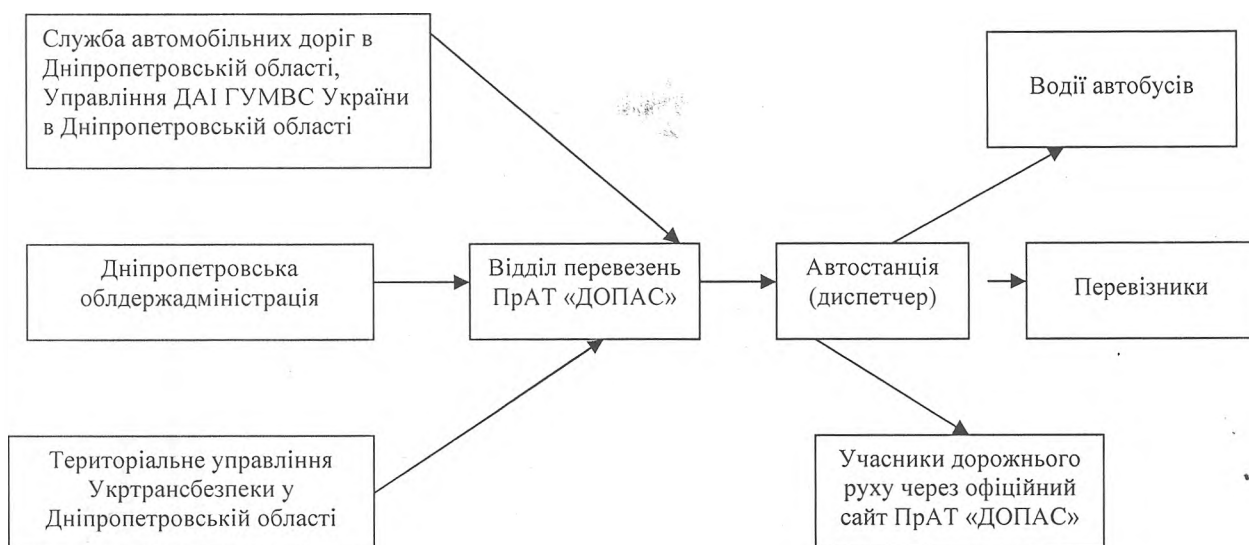 Служба автомобільних доріг в
Дніпропетровській області,
Управління ДАІ ГУМВС України
в Дніпропетровській області
Водії автобусів
Дніпропетровська
облдержадміністрація
Відділ перевезень
ПрАТ «ДОПАС»
Автостанція
(диспетчер)
Перевізники
Територіальне управління
Укртрансбезпеки у
Дніпропетровській області
Учасники дорожнього
руху через офіційний
сайт ПрАТ «ДОПАС»